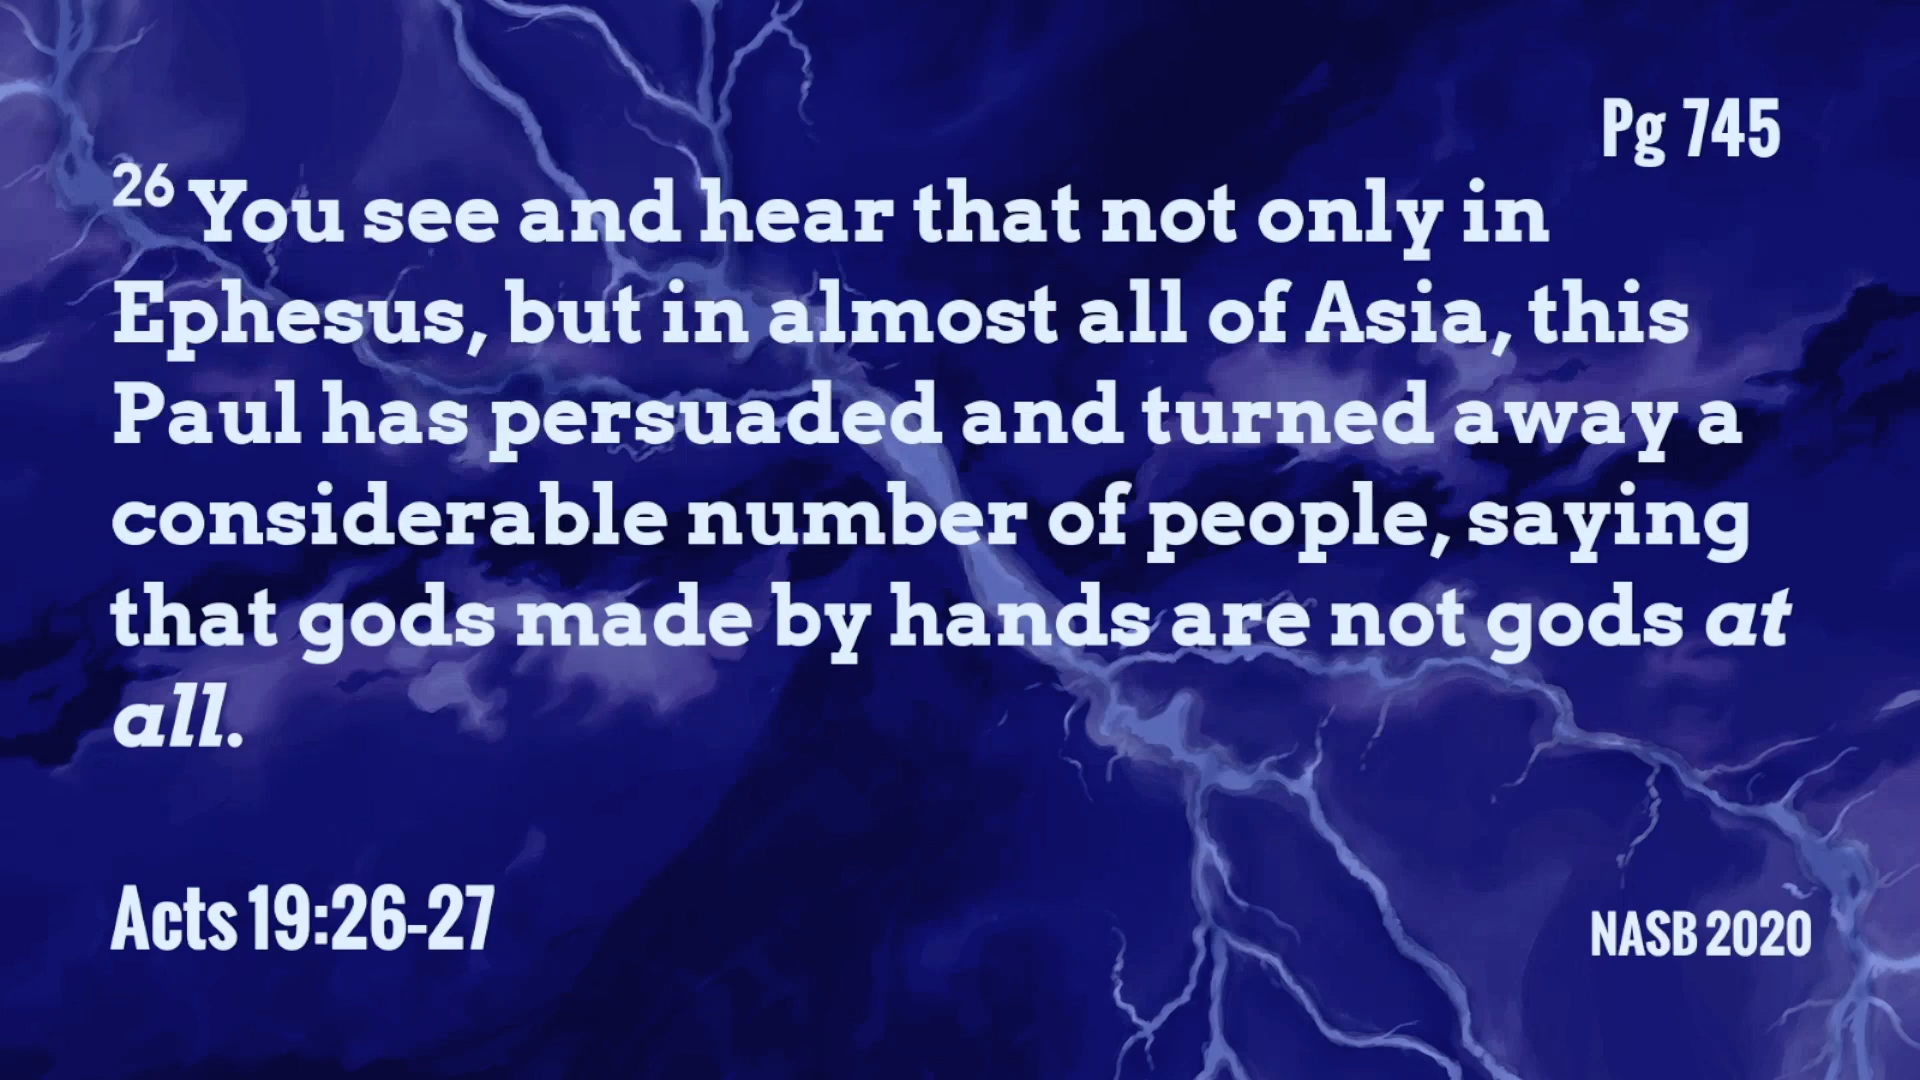 Pg 745
26 You see and hear that not only in
Ephesus, but in almost all of Asia, this
Paul has persuaded and turned away a
considerable number of people, saying
that gods made by hands are not gods at
all.
Acts 19:26-27
NASB 2020